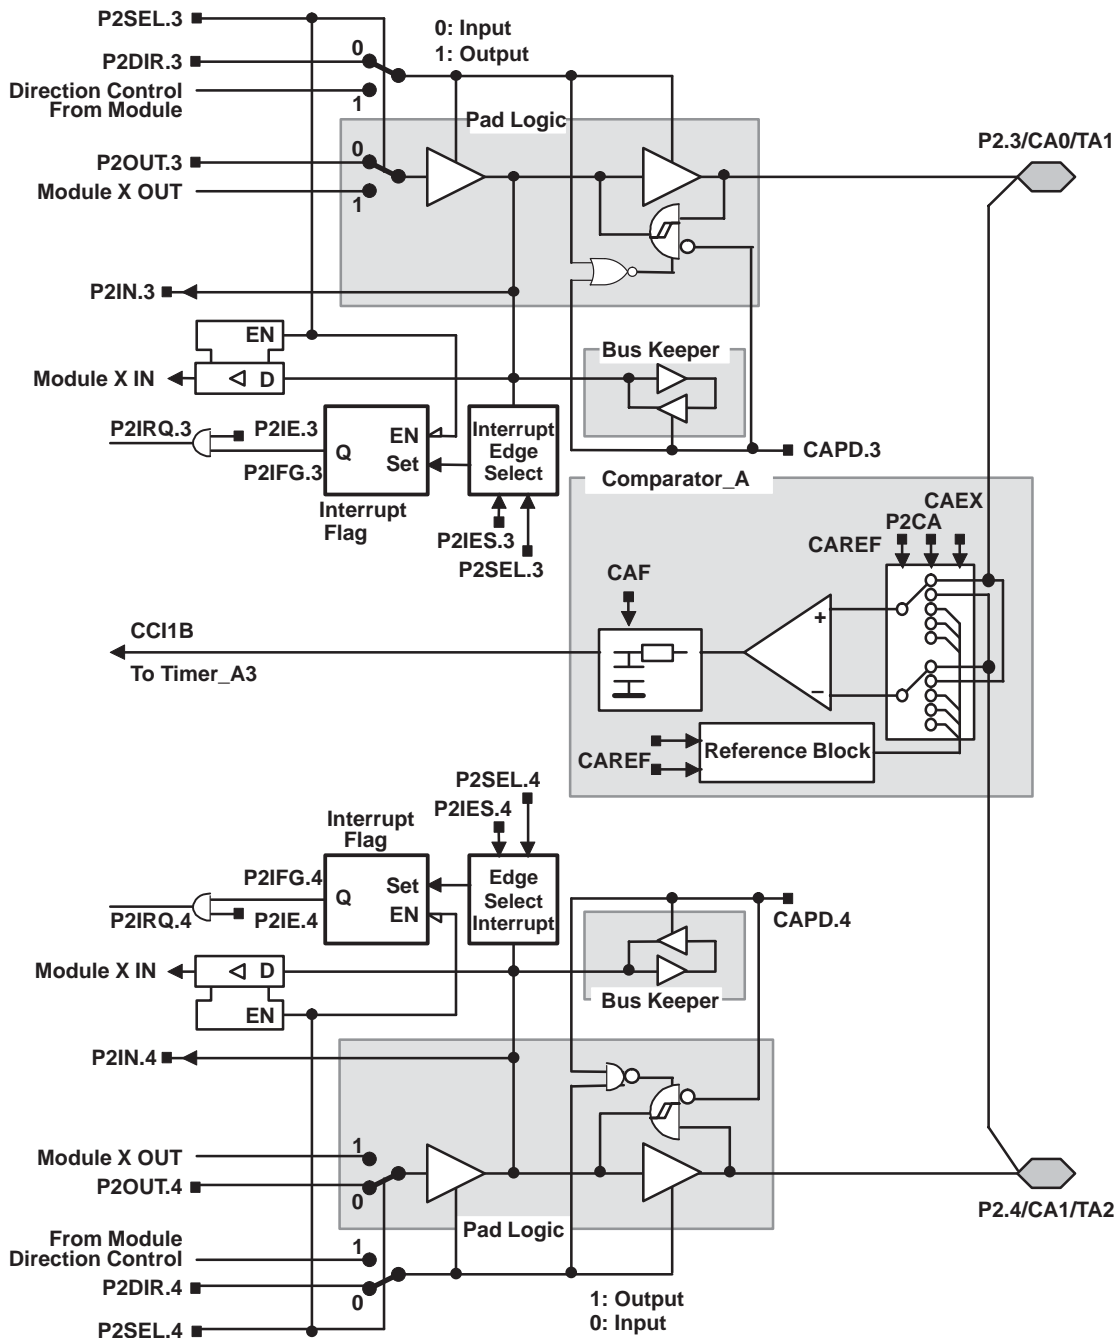 P2SEL.3
0: Input
1: Output
P2DIR.3
0
Direction Control
From Module
1
Pad Logic
P2.3/CA0/TA1
P2OUT.3
0
Module X OUT
1
P2IN.3
EN
Bus Keeper
Module X IN
D
P2IRQ.3
P2IE.3
P2IFG.3
Q
EN
Set
Interrupt
Edge
Select
CAPD.3
Interrupt
Flag
P2IES.3
P2SEL.3
Comparator_A
CAEX
P2CA
CAREF
CAF
CCI1B
To Timer_A3
+
−
Reference Block
CAREF
P2SEL.4
P2IES.4
Interrupt
Flag
P2IFG.4
P2IRQ.4
P2IE.4
Q
Set
EN
Edge
Select
Interrupt
CAPD.4
Module X IN
D
EN
Bus Keeper
P2IN.4
Module X OUT
1
P2OUT.4
0
Pad Logic
P2.4/CA1/TA2
From Module
Direction Control
1
P2DIR.4
0
1: Output
0: Input
P2SEL.4